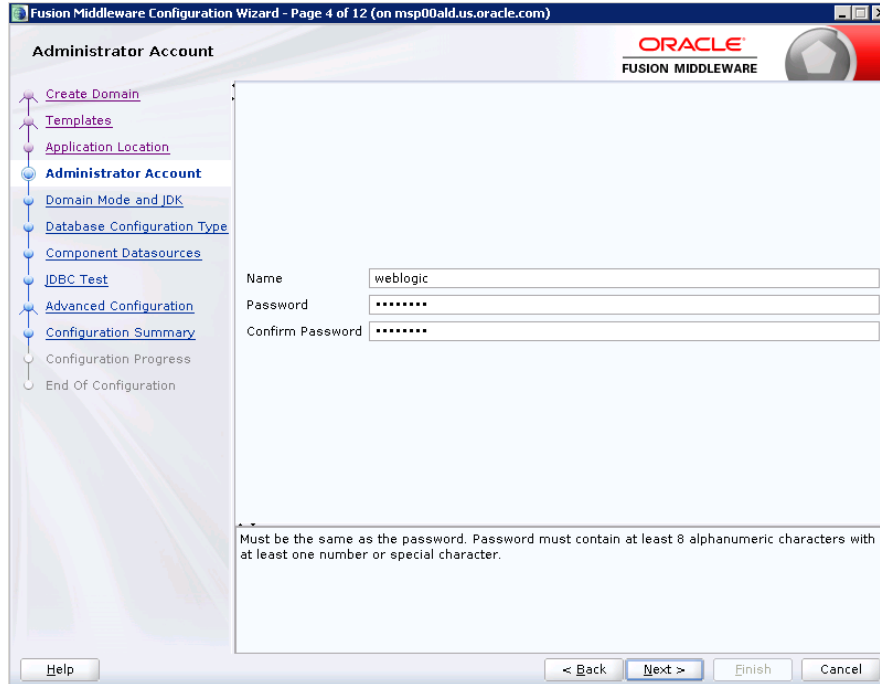 Fusion Middleware Configuration Wizard - Page 4 of 12 (on msp00ald.us.oracle.com)
Administrator Account
ORACLE
FUSION MIDDLEWARE
Create Domain
Templates
Application Location
Administrator Account
Domain Mode and JDK
Database Configuration Type
Component Datasources
JDBC Test
Advanced Configuration
Configuration Summary
Configuration Progress
End Of Configuration
Name weblogic
Password ••••••••
Confirm Password ••••••••
Must be the same as the password. Password must contain at least 8 alphanumeric characters with
at least one number or special character.
Help < Back Next > Finish Cancel